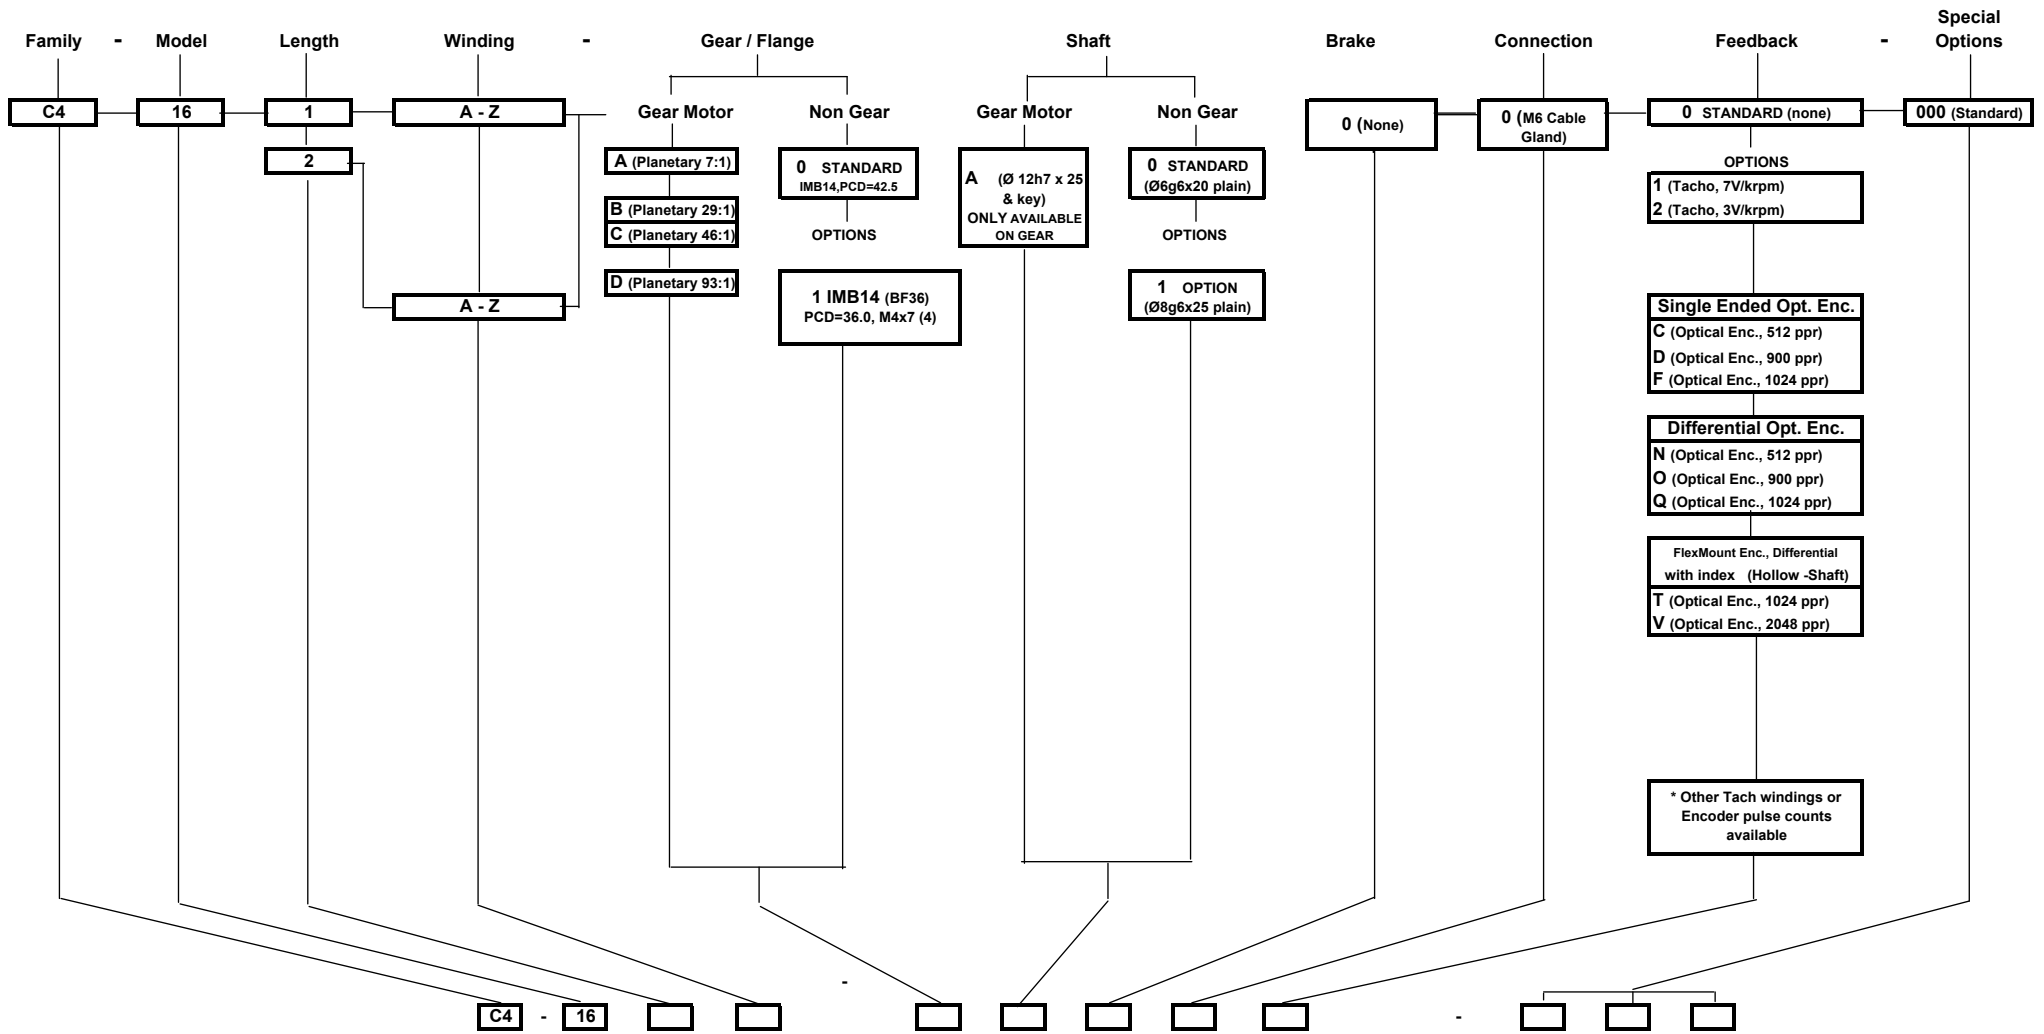 Family - Model Length Winding - Gear / Flange Shaft Brake Connection Feedback - Special
Options
C4 16 1 A - Z
2
A - Z
Gear Motor
A (Planetary 7:1)
B (Planetary 29:1)
C (Planetary 46:1)
D (Planetary 93:1)
Non Gear
0 STANDARD
IMB14,PCD=42.5
OPTIONS
1 IMB14 (BF36)
PCD=36.0, M4x7 (4)
Gear Motor
A (Ø 12h7 x 25
& key)
ONLY AVAILABLE
ON GEAR
Non Gear
0 STANDARD
(Ø6g6x20 plain)
OPTIONS
1 OPTION
(Ø8g6x25 plain)
0 (None)
0 (M6 Cable
Gland)
0 STANDARD (none)
OPTIONS
1 (Tacho, 7V/krpm)
2 (Tacho, 3V/krpm)
Single Ended Opt. Enc.
C (Optical Enc., 512 ppr)
D (Optical Enc., 900 ppr)
F (Optical Enc., 1024 ppr)
Differential Opt. Enc.
N (Optical Enc., 512 ppr)
O (Optical Enc., 900 ppr)
Q (Optical Enc., 1024 ppr)
FlexMount Enc., Differential
with index (Hollow -Shaft)
T (Optical Enc., 1024 ppr)
V (Optical Enc., 2048 ppr)
* Other Tach windings or
Encoder pulse counts
available
000 (Standard)
-
C4 - 16 -